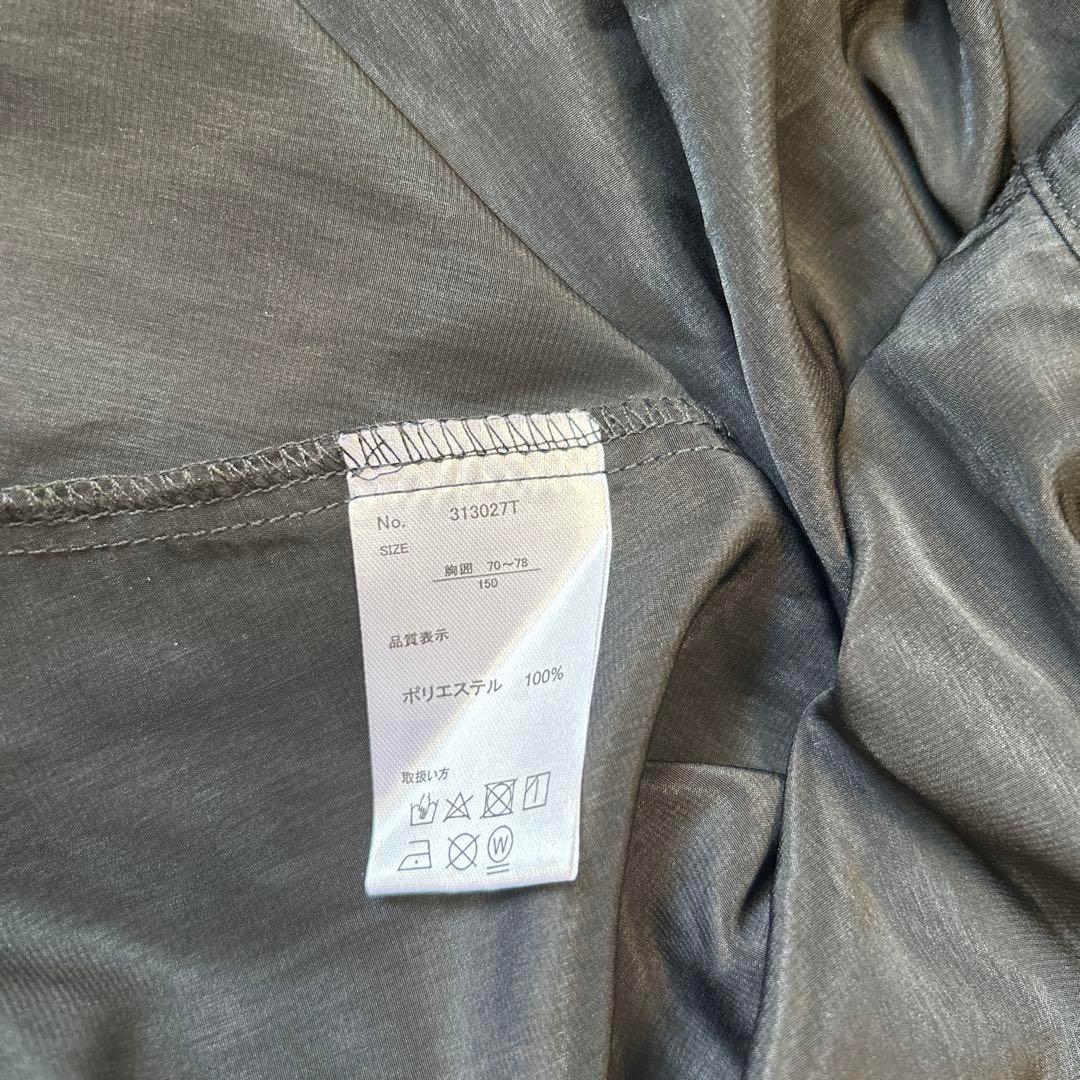 No. 313027T
SIZE
胸囲 70～78
150
品質表示
ポリエステル 100%
取扱い方
W